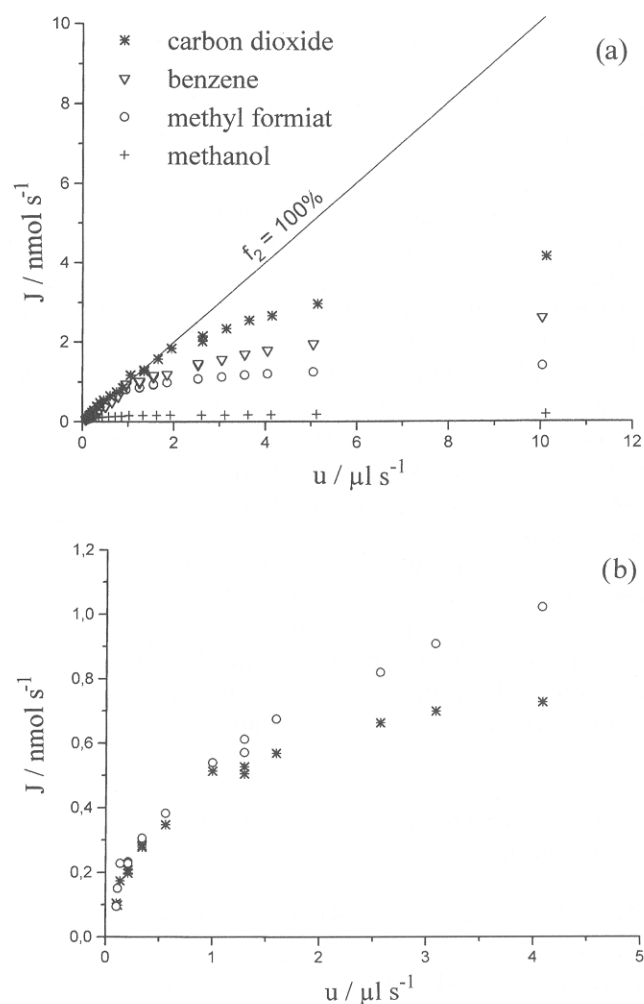 10
8
6
4
2
0
J / nmol s⁻¹
carbon dioxide
benzene
methyl formiat
methanol
(a)
f₂ = 100%
0 2 4 6 8 10 12
u / µl s⁻¹
1,2
1,0
0,8
0,6
0,4
0,2
0,0
J / nmol s⁻¹
(b)
0 1 2 3 4 5
u / µl s⁻¹